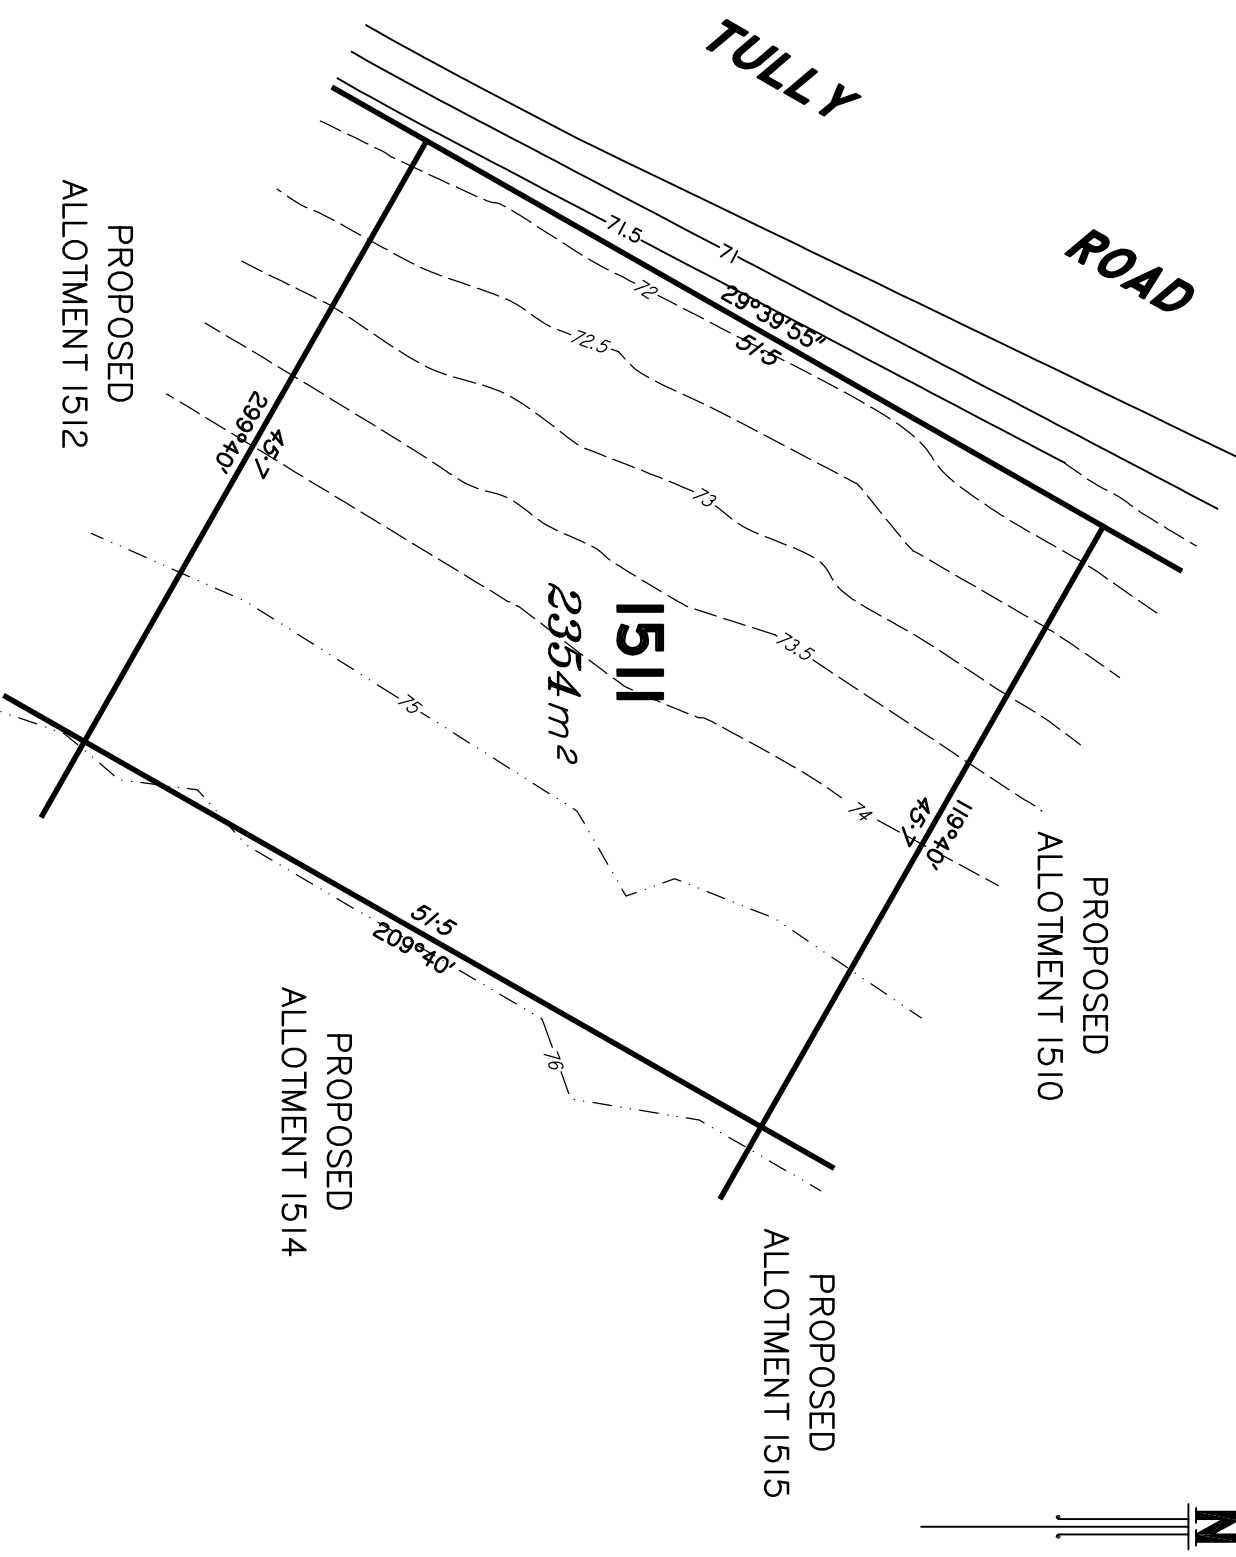 TULLY
ROAD
71
71.5
29°39'55"
51·5
72
72.5
73
73.5
74
75
76
1511
2354m²
299°40'
45·7
119°40'
45·7
51·5
209°40'
PROPOSED
ALLOTMENT 1512
PROPOSED
ALLOTMENT 1510
PROPOSED
ALLOTMENT 1514
PROPOSED
ALLOTMENT 1515
N